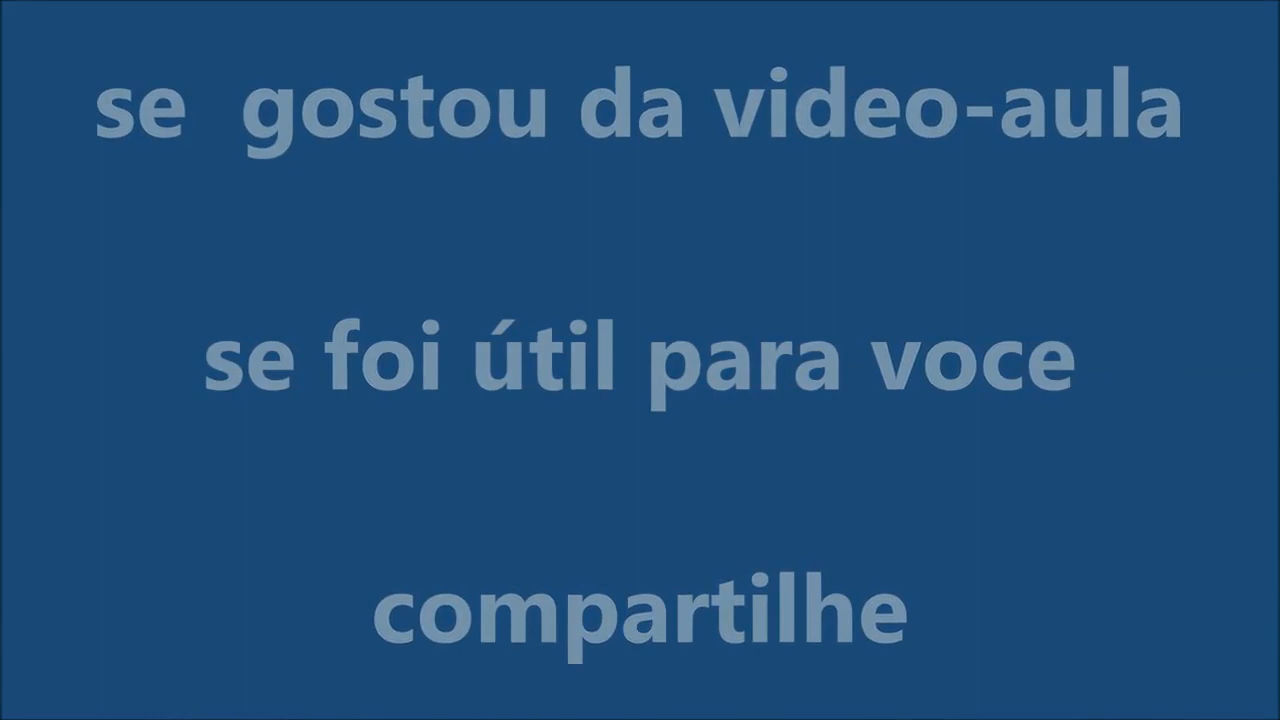 se gostou da video-aula
se foi útil para voce
compartilhe